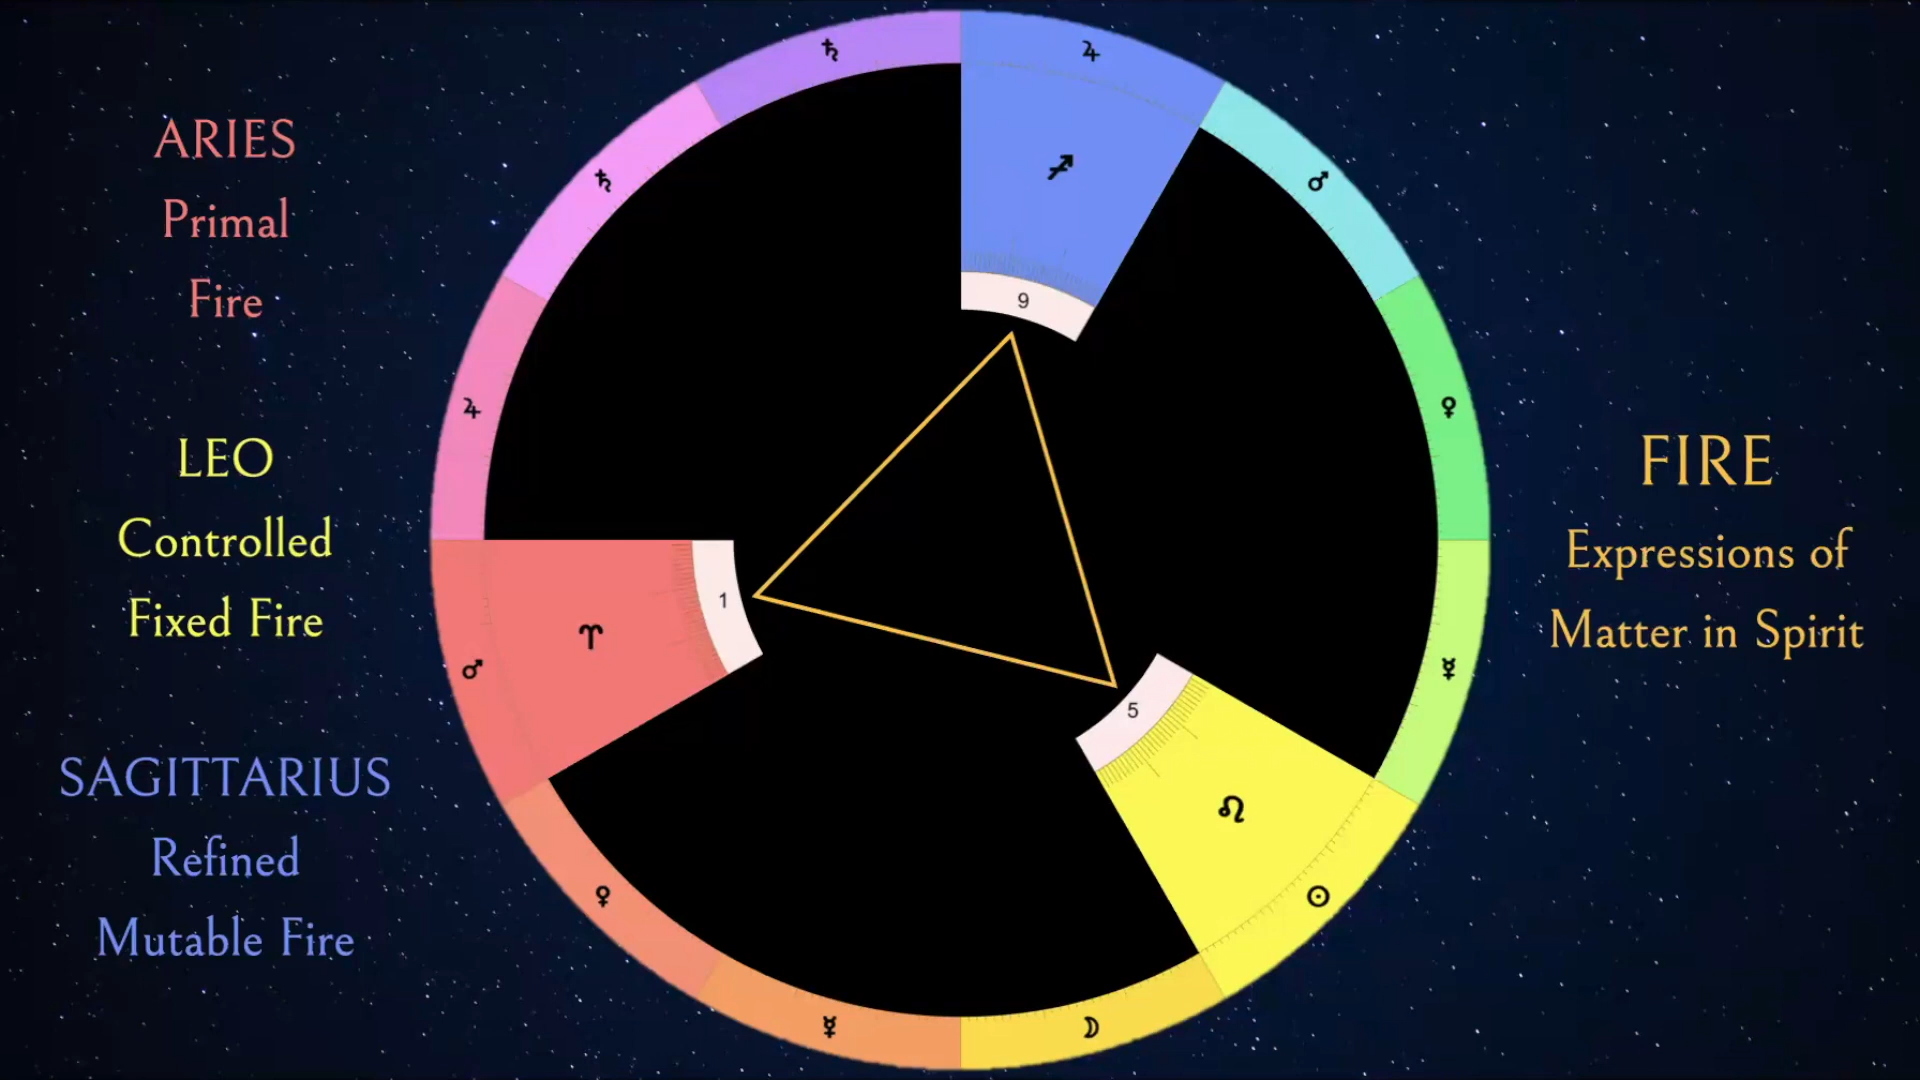 ARIES
Primal
Fire
LEO
Controlled
Fixed Fire
SAGITTARIUS
Refined
Mutable Fire
♄
♃
♄
♂
♐
9
♃
♀
1
♈
♂
5
☿
♌
♀
☉
☿
☽
FIRE
Expressions of
Matter in Spirit